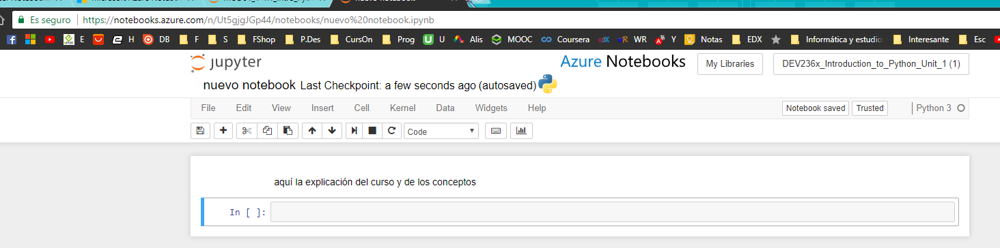 Es seguro https://notebooks.azure.com/n/Ut5gjgJGp44/notebooks/nuevo%20notebook.ipynb
E H DB F S FShop P.Des CursOn Prog U Alis MOOC Coursera WR Y Notas EDX Informática y estudio Interesante Esc
jupyter Azure Notebooks My Libraries DEV236x_Introduction_to_Python_Unit_1 (1)
nuevo notebook Last Checkpoint: a few seconds ago (autosaved)
File Edit View Insert Cell Kernel Data Widgets Help Notebook saved Trusted Python 3
Code
aquí la explicación del curso y de los conceptos
In [ ]: